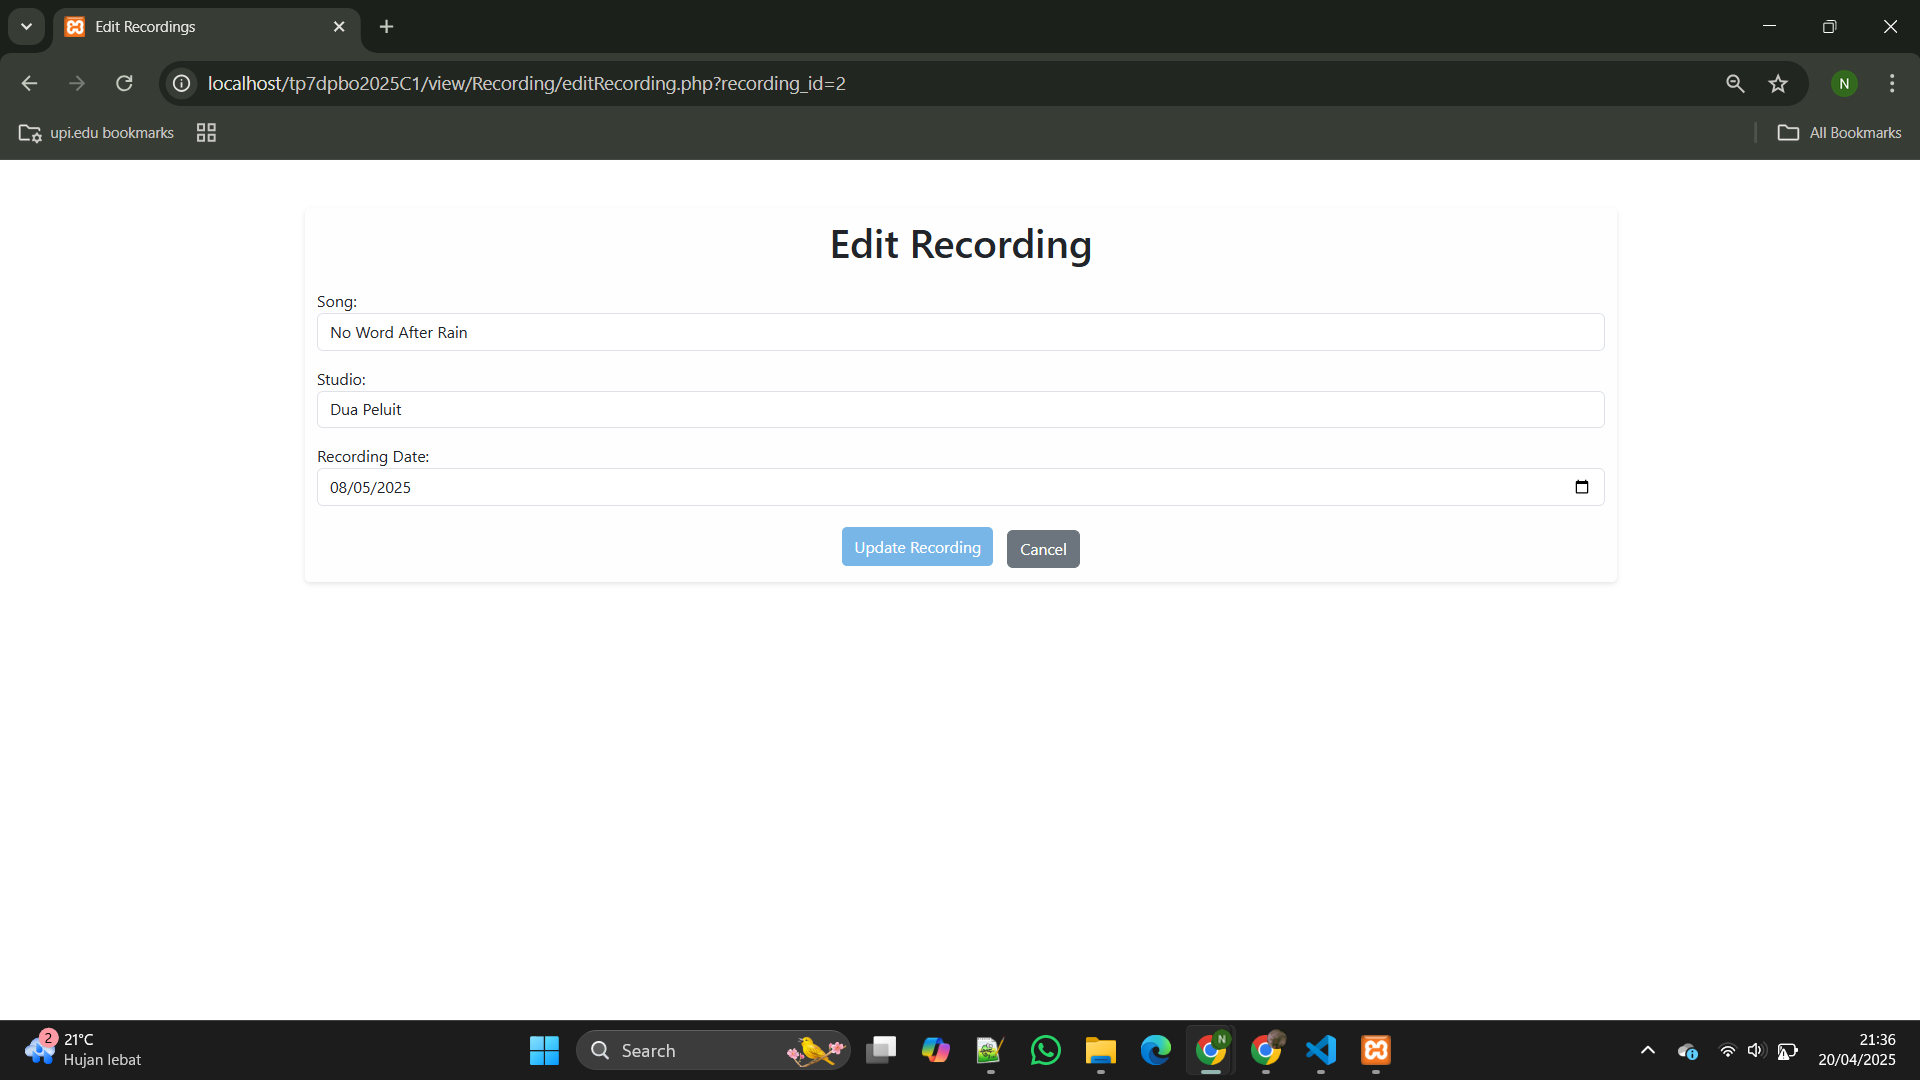 Edit Recordings
localhost/tp7dpbo2025C1/view/Recording/editRecording.php?recording_id=2
N
upi.edu bookmarks
All Bookmarks
Edit Recording
Song:
No Word After Rain
Studio:
Dua Peluit
Recording Date:
08/05/2025
Update Recording
Cancel
2
21°C
Hujan lebat
Search
N
21:36
20/04/2025